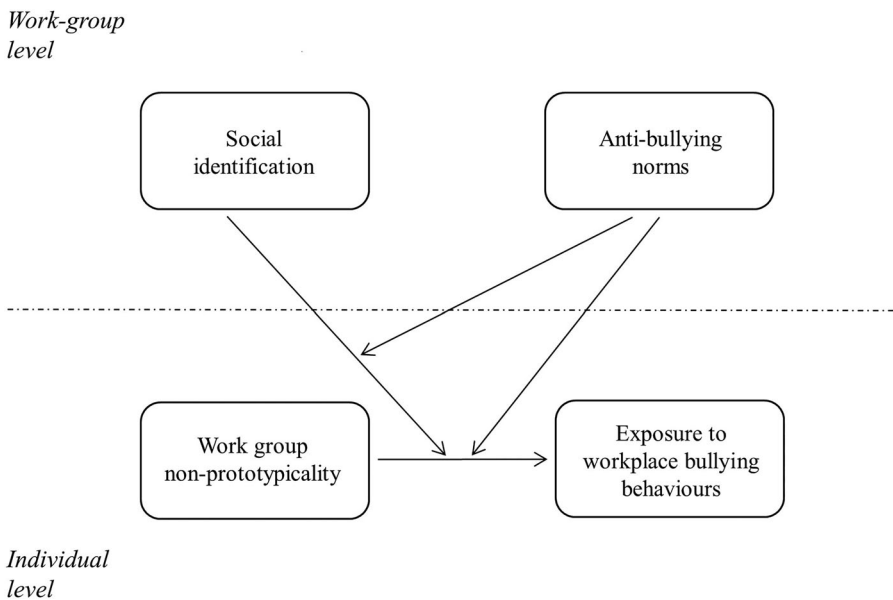 Work-group
level
Social
identification
Anti-bullying
norms
Work group
non-prototypicality
Exposure to
workplace bullying
behaviours
Individual
level